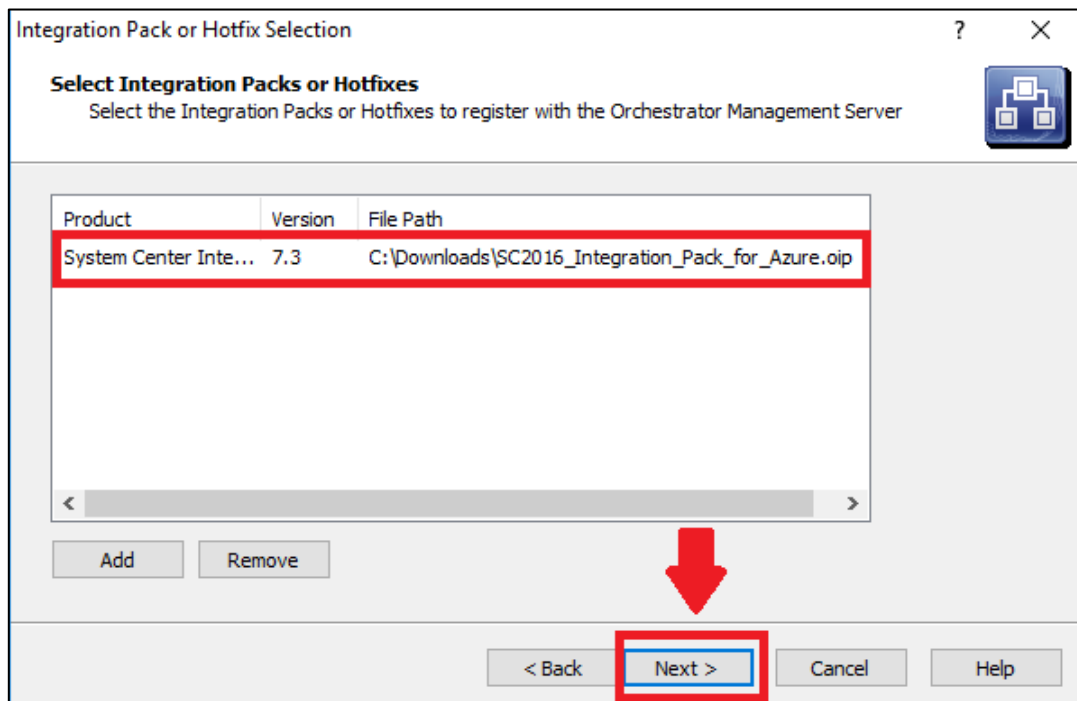 Integration Pack or Hotfix Selection ?
Select Integration Packs or Hotfixes
Select the Integration Packs or Hotfixes to register with the Orchestrator Management Server
Product Version File Path
System Center Inte... 7.3 C:\Downloads\SC2016_Integration_Pack_for_Azure.oip
Add Remove
< Back Next > Cancel Help